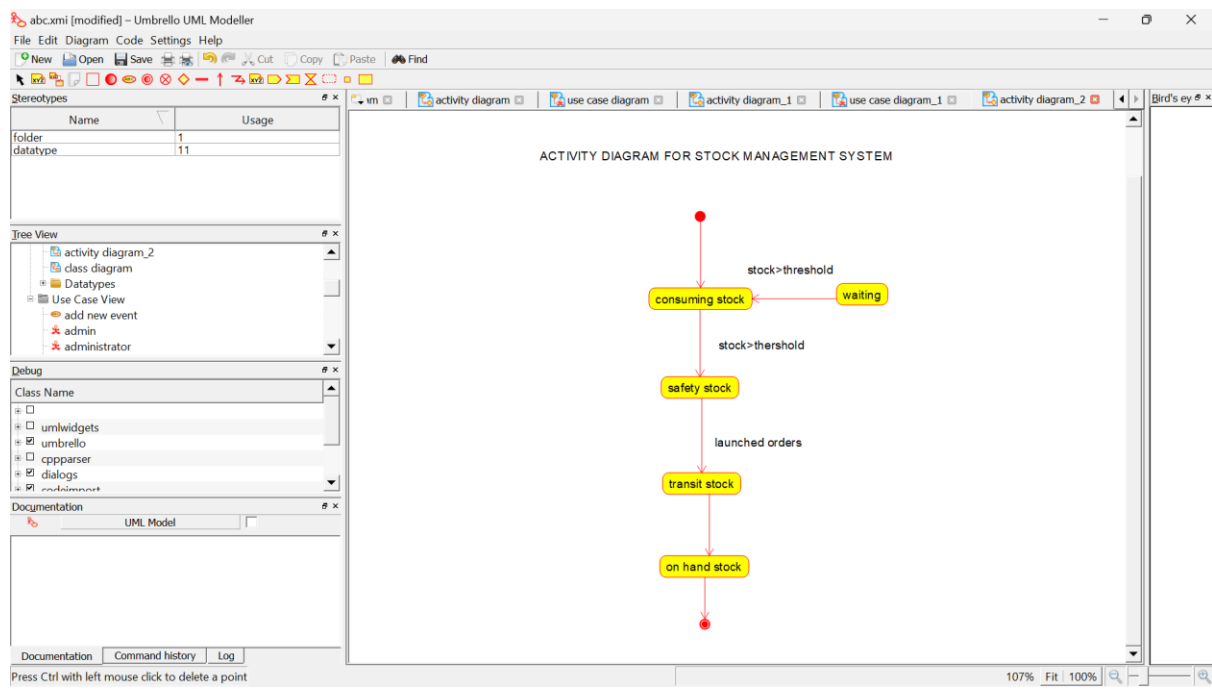 abc.xmi [modified] – Umbrello UML Modeller
File Edit Diagram Code Settings Help
New Open Save Cut Copy Paste Find
Stereotypes
Name Usage
folder 1
datatype 11
Tree View
activity diagram_2
class diagram
Datatypes
Use Case View
add new event
admin
administrator
Debug
Class Name
umlwidgets
umbrello
cppparser
dialogs
codeimport
Documentation
UML Model
Documentation Command history Log
Press Ctrl with left mouse click to delete a point
activity diagram use case diagram activity diagram_1 use case diagram_1 activity diagram_2
ACTIVITY DIAGRAM FOR STOCK MANAGEMENT SYSTEM
stock>threshold
consuming stock waiting
stock>thershold
safety stock
launched orders
transit stock
on hand stock
Bird's ey
107% Fit 100%